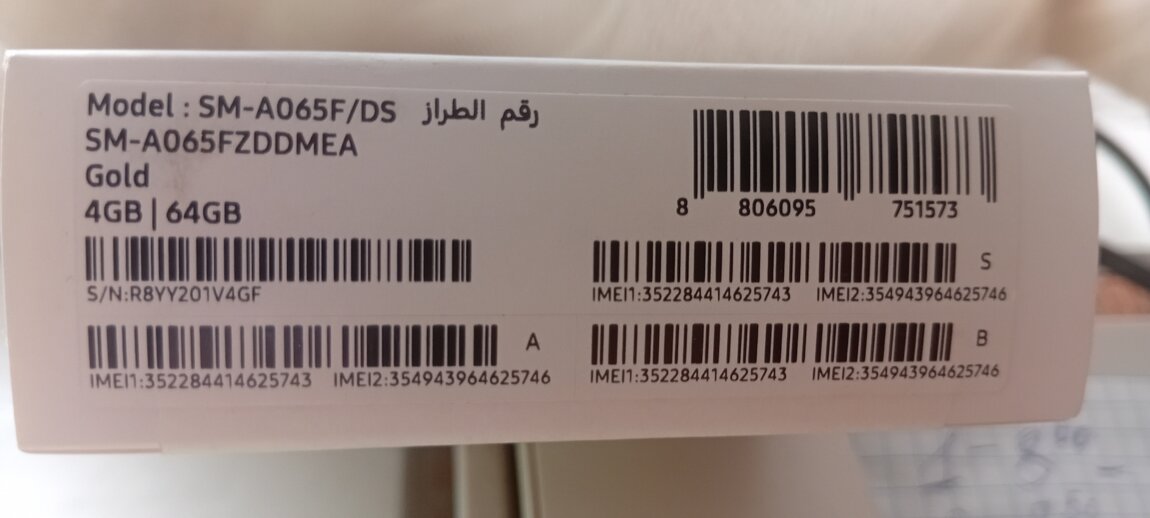 Model : SM-A065F/DS رقم الطراز
SM-A065FZDDMEA
Gold
4GB | 64GB
S/N:R8YY201V4GF
8 806095 751573
S
IMEI1:352284414625743 IMEI2:354943964625746
A
IMEI1:352284414625743 IMEI2:354943964625746
B
IMEI1:352284414625743 IMEI2:354943964625746